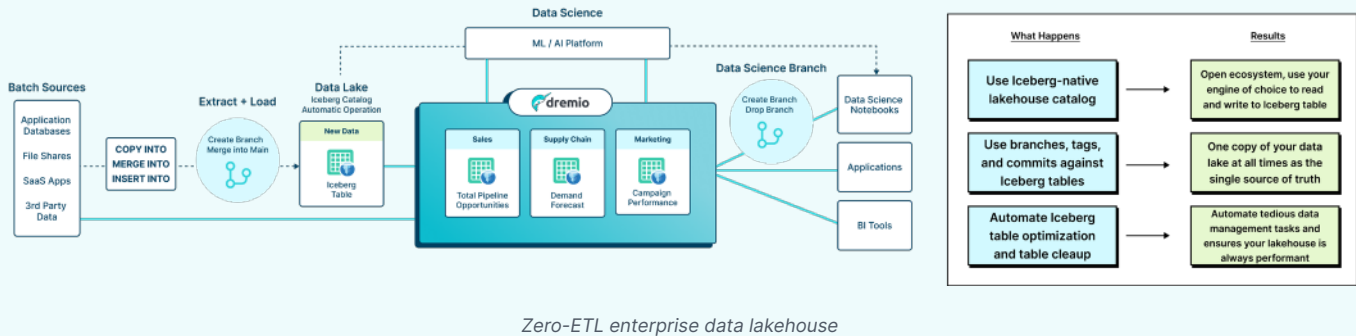 Data Science
ML / AI Platform
Batch Sources
Application
Databases
File Shares
SaaS Apps
3rd Party
Data
COPY INTO
MERGE INTO
INSERT INTO
Extract + Load
Create Branch
Merge into Main
Data Lake
Iceberg Catalog
Automatic Operation
New Data
Iceberg
Table
dremio
Sales
Total Pipeline
Opportunities
Supply Chain
Demand
Forecast
Marketing
Campaign
Performance
Data Science Branch
Create Branch
Drop Branch
Data Science
Notebooks
Applications
BI Tools
What Happens
Results
Use Iceberg-native
lakehouse catalog
Open ecosystem, use your
engine of choice to read
and write to Iceberg table
Use branches, tags,
and commits against
Iceberg tables
One copy of your data
lake at all times as the
single source of truth
Automate Iceberg
table optimization
and table cleaup
Automate tedious data
management tasks and
ensures your lakehouse is
always performant
Zero-ETL enterprise data lakehouse